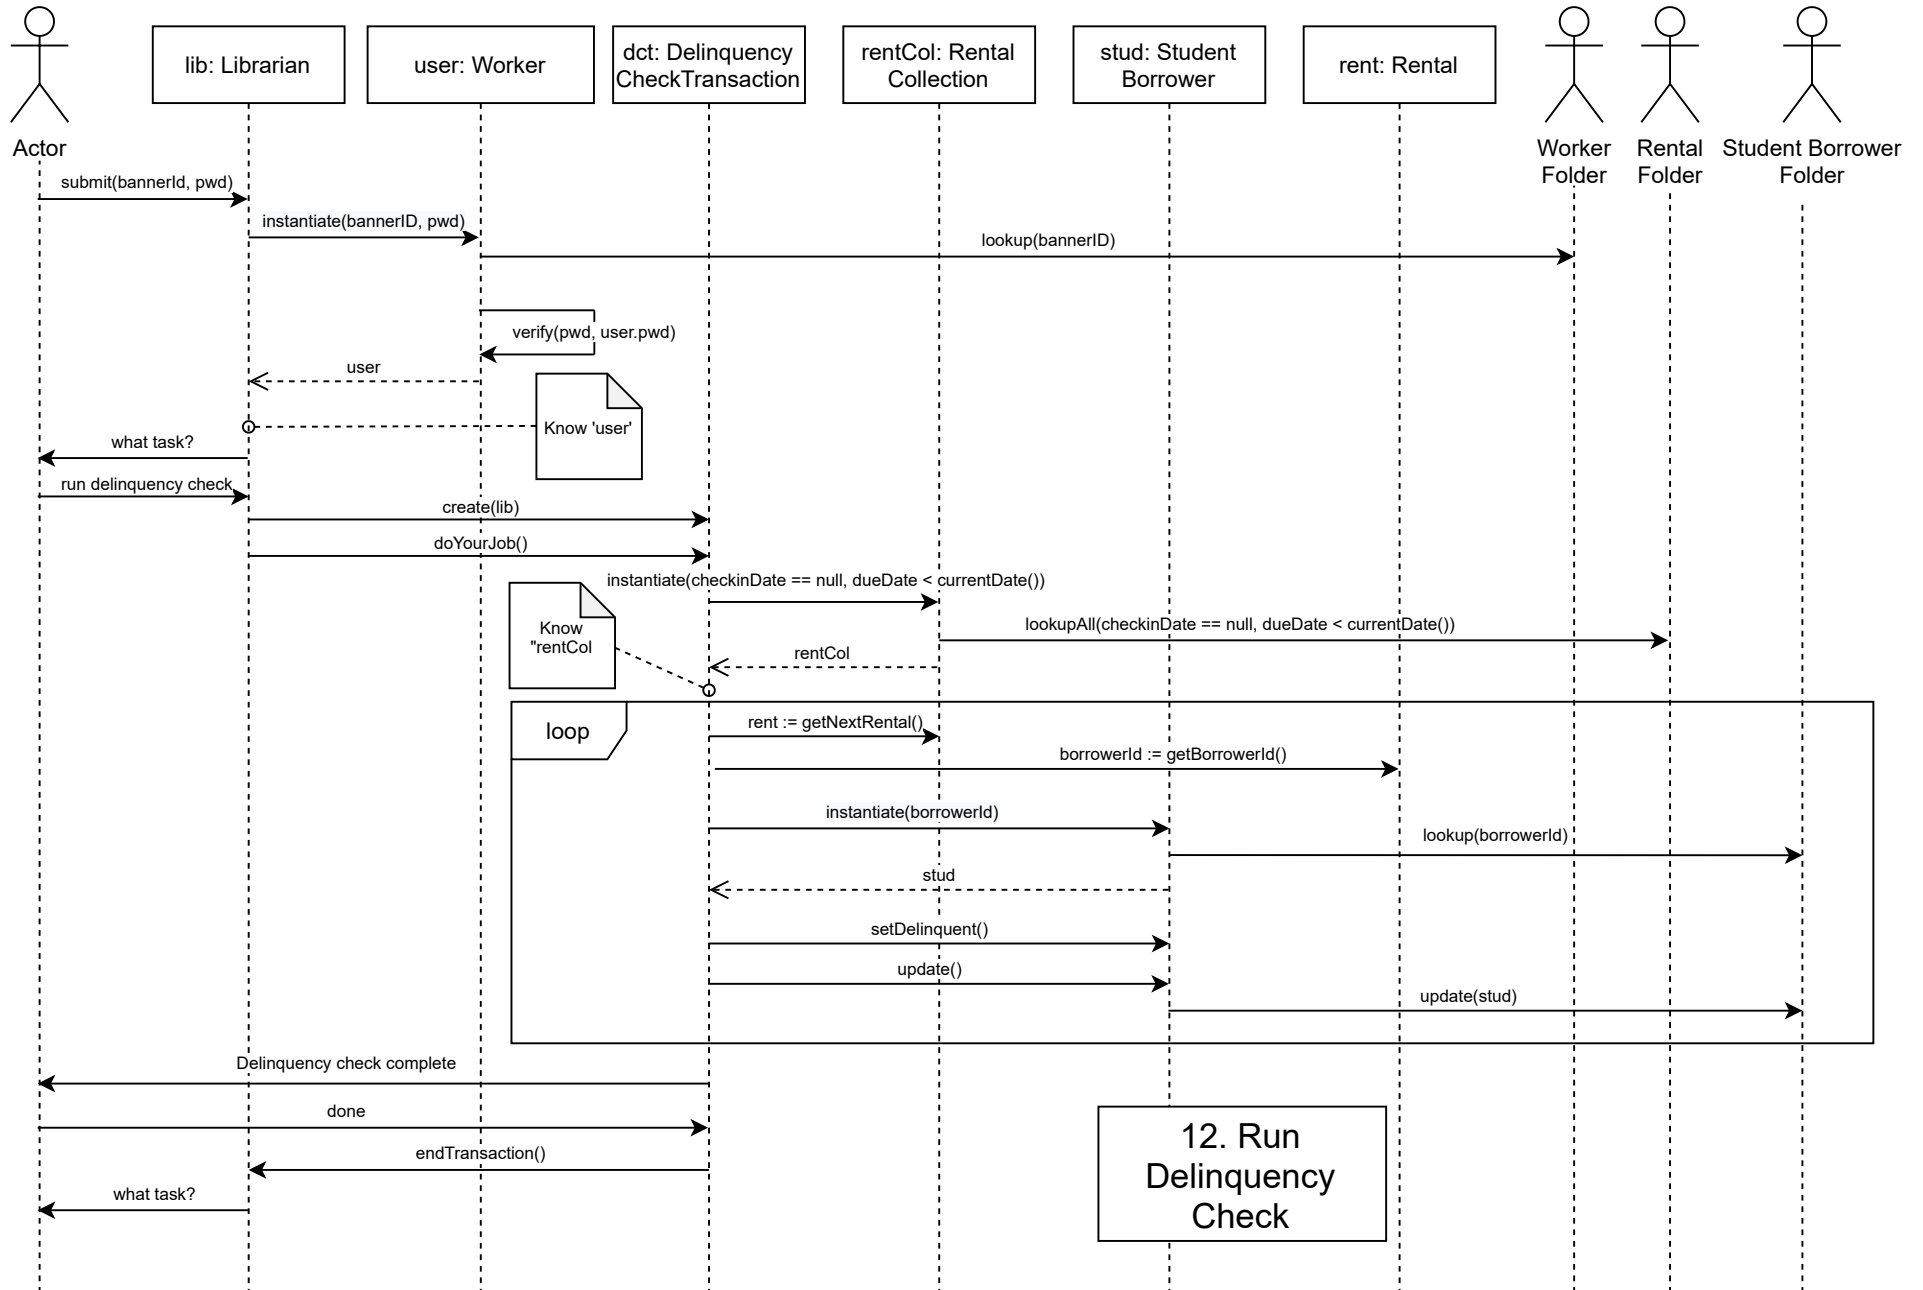 lib: Librarian
user: Worker
dct: Delinquency
CheckTransaction
rentCol: Rental
Collection
stud: Student
Borrower
rent: Rental
Actor
Worker
Folder
Rental
Folder
Student Borrower
Folder
submit(bannerId, pwd)
instantiate(bannerID, pwd)
lookup(bannerID)
verify(pwd, user.pwd)
user
Know 'user'
what task?
run delinquency check
create(lib)
doYourJob()
instantiate(checkinDate == null, dueDate < currentDate())
lookupAll(checkinDate == null, dueDate < currentDate())
Know
"rentCol
rentCol
loop
rent := getNextRental()
borrowerId := getBorrowerId()
instantiate(borrowerId)
lookup(borrowerId)
stud
setDelinquent()
update()
update(stud)
Delinquency check complete
done
endTransaction()
what task?
12. Run
Delinquency
Check